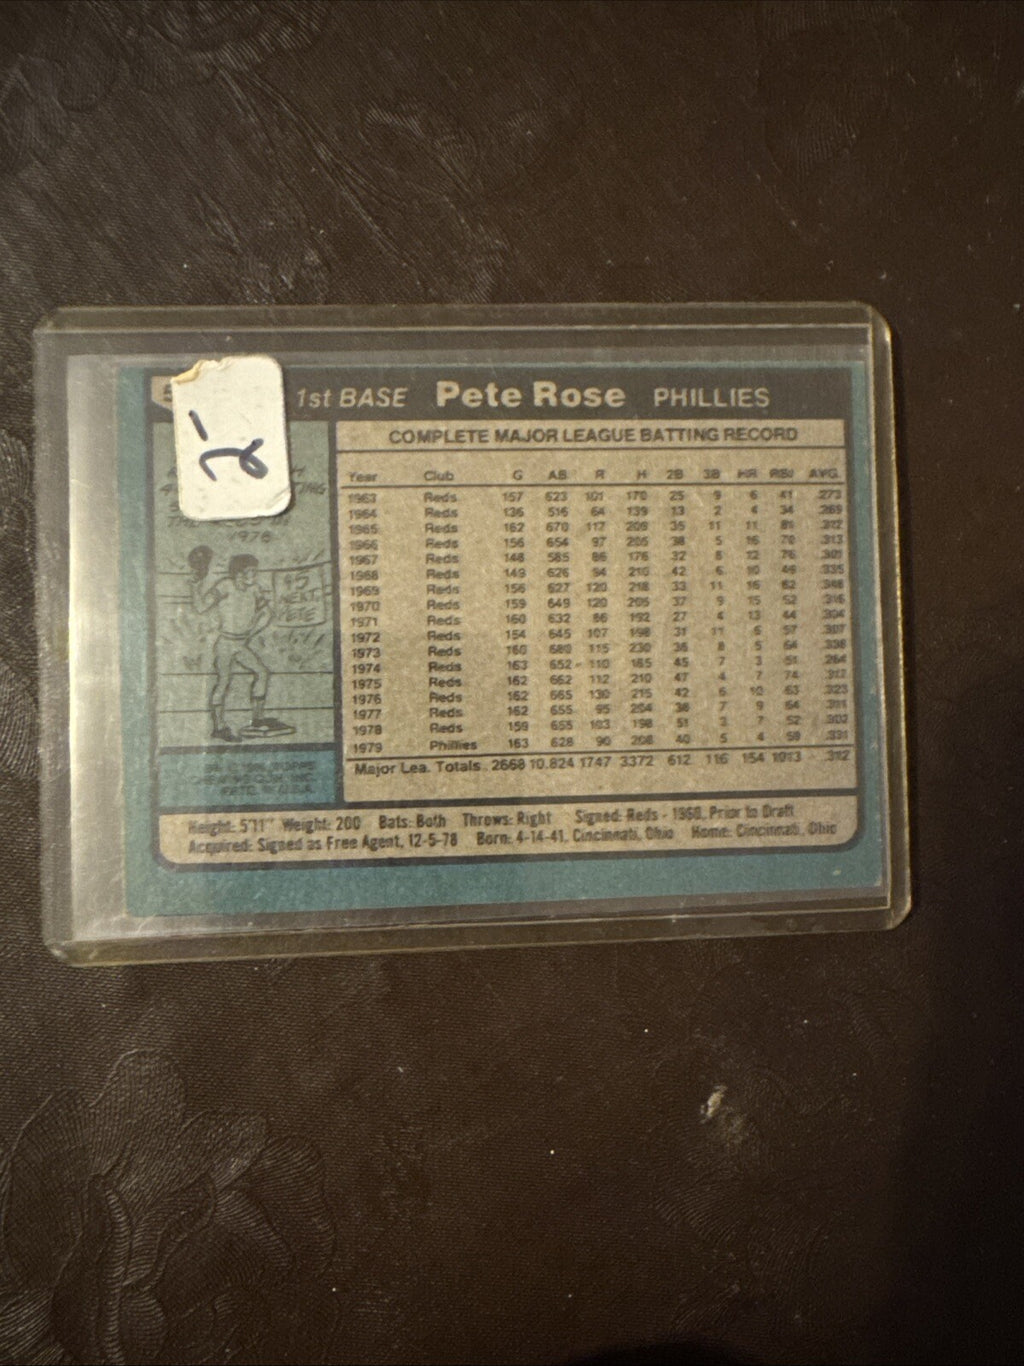 5
1st BASE Pete Rose PHILLIES
12-
COMPLETE MAJOR LEAGUE BATTING RECORD
Year Club G AB R H 2B 3B HR RBI AVG.
1963 Reds 157 623 101 170 25 9 6 41 .273
1964 Reds 136 516 64 139 13 2 4 34 .269
1965 Reds 162 670 117 209 35 11 11 81 .312
1966 Reds 156 654 97 205 38 5 16 70 .313
1967 Reds 148 585 86 176 32 8 12 76 .301
1968 Reds 149 626 94 210 42 6 10 49 .335
1969 Reds 156 627 120 218 33 11 16 82 .348
1970 Reds 159 649 120 205 37 9 15 52 .316
1971 Reds 160 632 86 192 27 4 13 44 .304
1972 Reds 154 645 107 198 31 11 6 57 .307
1973 Reds 160 680 115 230 36 8 5 64 .338
1974 Reds 163 652 110 185 45 7 3 51 .284
1975 Reds 162 662 112 210 47 4 7 74 .317
1976 Reds 162 665 130 215 42 6 10 63 .323
1977 Reds 162 655 95 204 38 7 9 64 .311
1978 Reds 159 655 103 198 51 3 7 52 .302
1979 Phillies 163 628 90 208 40 5 4 59 .331
Major Lea. Totals 2668 10,824 1747 3372 612 116 154 1013 .312
IN
1978
45
NEXT,
PETE
TOPPS
CHEWING GUM, INC.
PRTD. IN U.S.A.
Height: 5'11" Weight: 200 Bats: Both Throws: Right Signed: Reds - 1960, Prior to Draft
Acquired: Signed as Free Agent, 12-5-78 Born: 4-14-41, Cincinnati, Ohio Home: Cincinnati, Ohio